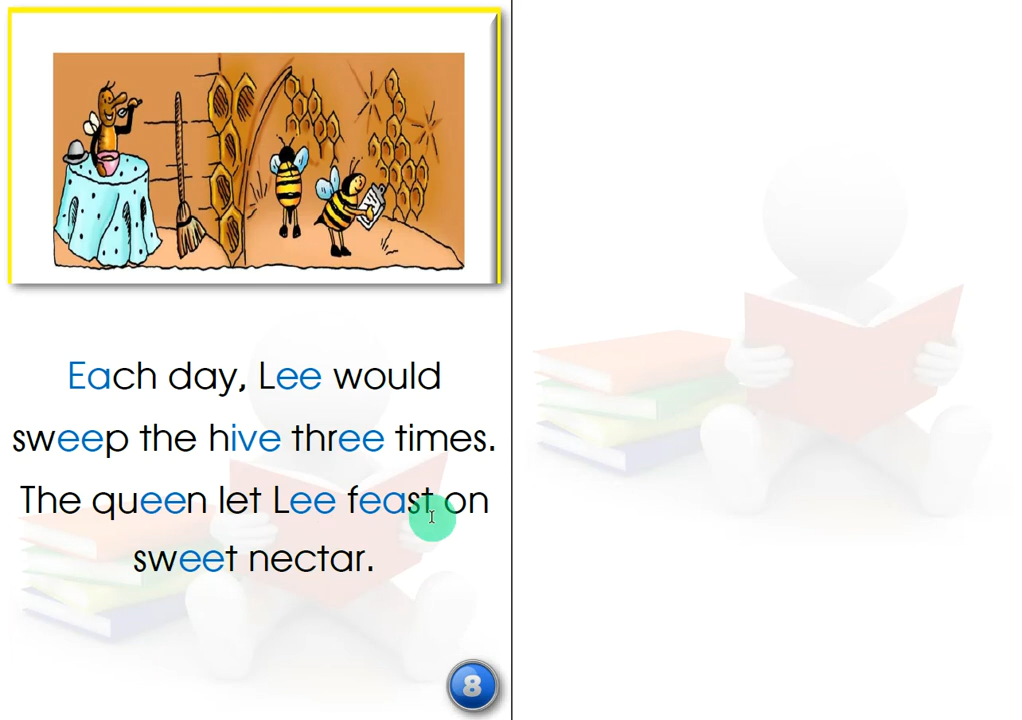 Each day, Lee would
sweep the hive three times.
The queen let Lee feast on
sweet nectar.
8